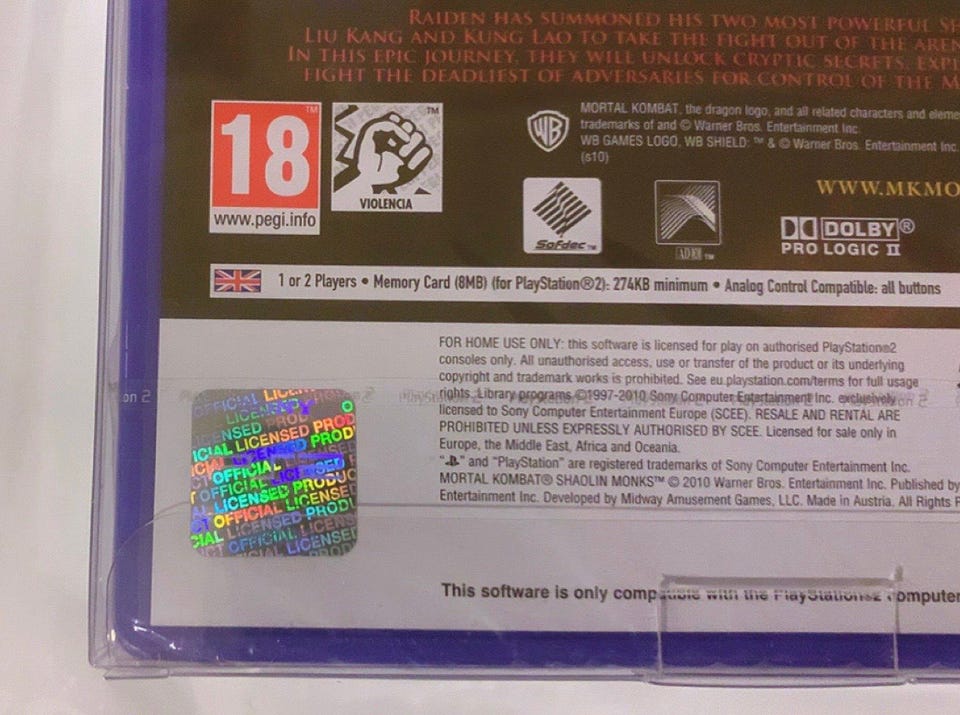 RAIDEN HAS SUMMONED HIS TWO MOST POWERFUL
LIU KANG AND KUNG LAO TO TAKE THE FIGHT OUT OF THE
IN THIS EPIC JOURNEY, THEY WILL UNLOCK CRYPTIC SECRETS,
FIGHT THE DEADLIEST OF ADVERSARIES FOR CONTROL OF THE
18 TM
www.pegi.info
TM
VIOLENCIA
WB
MORTAL KOMBAT, the dragon logo, and all related characters and
trademarks of and © Warner Bros. Entertainment Inc.
WB GAMES LOGO, WB SHIELD: ™ & © Warner Bros. Entertainment Inc.
(s10)
WWW.MKMO
Sofdec™
ADX TM
DOLBY®
PRO LOGIC II
1 or 2 Players • Memory Card (8MB) (for PlayStation®2): 274KB minimum • Analog Control Compatible: all buttons
FOR HOME USE ONLY: this software is licensed for play on authorised PlayStation®2
consoles only. All unauthorised access, use or transfer of the product or its underlying
copyright and trademark works is prohibited. See eu.playstation.com/terms for full usage
rights. Library programs ©1997-2010 Sony Computer Entertainment Inc. exclusively
licensed to Sony Computer Entertainment Europe (SCEE). RESALE AND RENTAL ARE
PROHIBITED UNLESS EXPRESSLY AUTHORISED BY SCEE. Licensed for sale only in
Europe, the Middle East, Africa and Oceania.
" " and "PlayStation" are registered trademarks of Sony Computer Entertainment Inc.
MORTAL KOMBAT® SHAOLIN MONKS™ © 2010 Warner Bros. Entertainment Inc. Published by
Entertainment Inc. Developed by Midway Amusement Games, LLC. Made in Austria. All Rights
OFFICIAL LICENSED PRODUCT
This software is only compatible with the PlayStation®2 computer